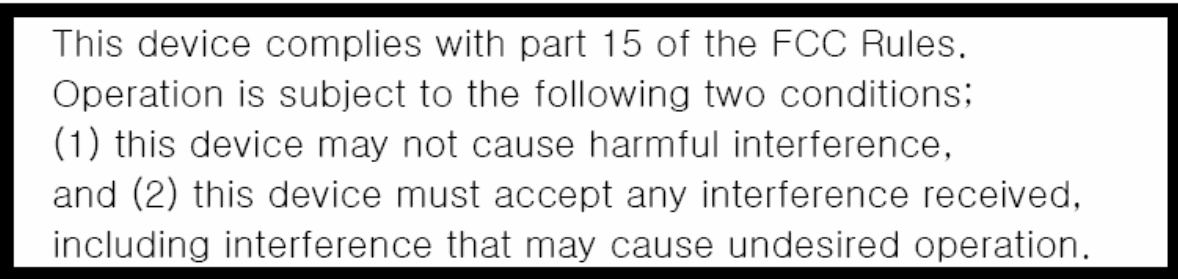 This device complies with part 15 of the FCC Rules.
Operation is subject to the following two conditions;
(1) this device may not cause harmful interference,
and (2) this device must accept any interference received,
including interference that may cause undesired operation.